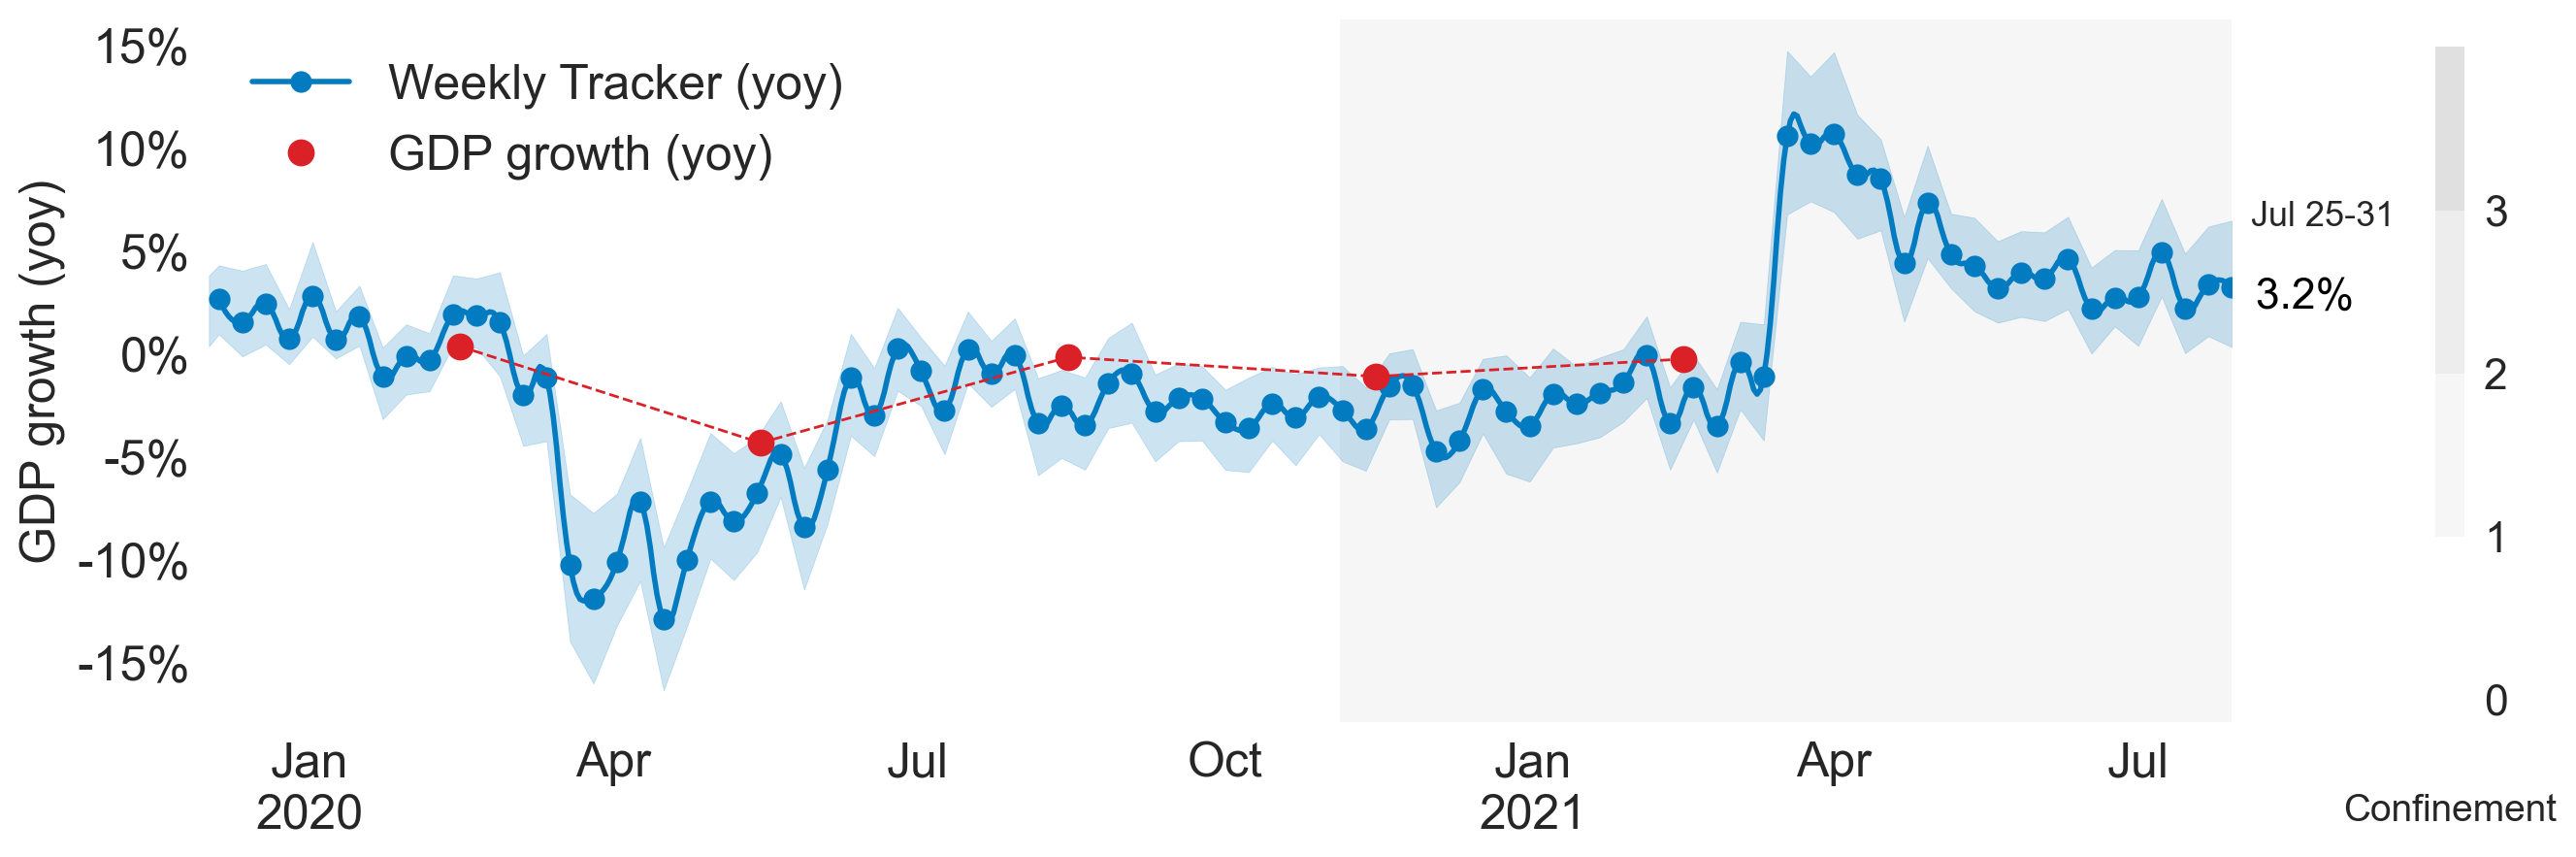 GDP growth (yoy)
15%
10%
5%
0%
-5%
-10%
-15%
Weekly Tracker (yoy)
GDP growth (yoy)
Jul 25-31
3.2%
3
2
1
0
Confinement
Jan
2020
Apr
Jul
Oct
Jan
2021
Apr
Jul